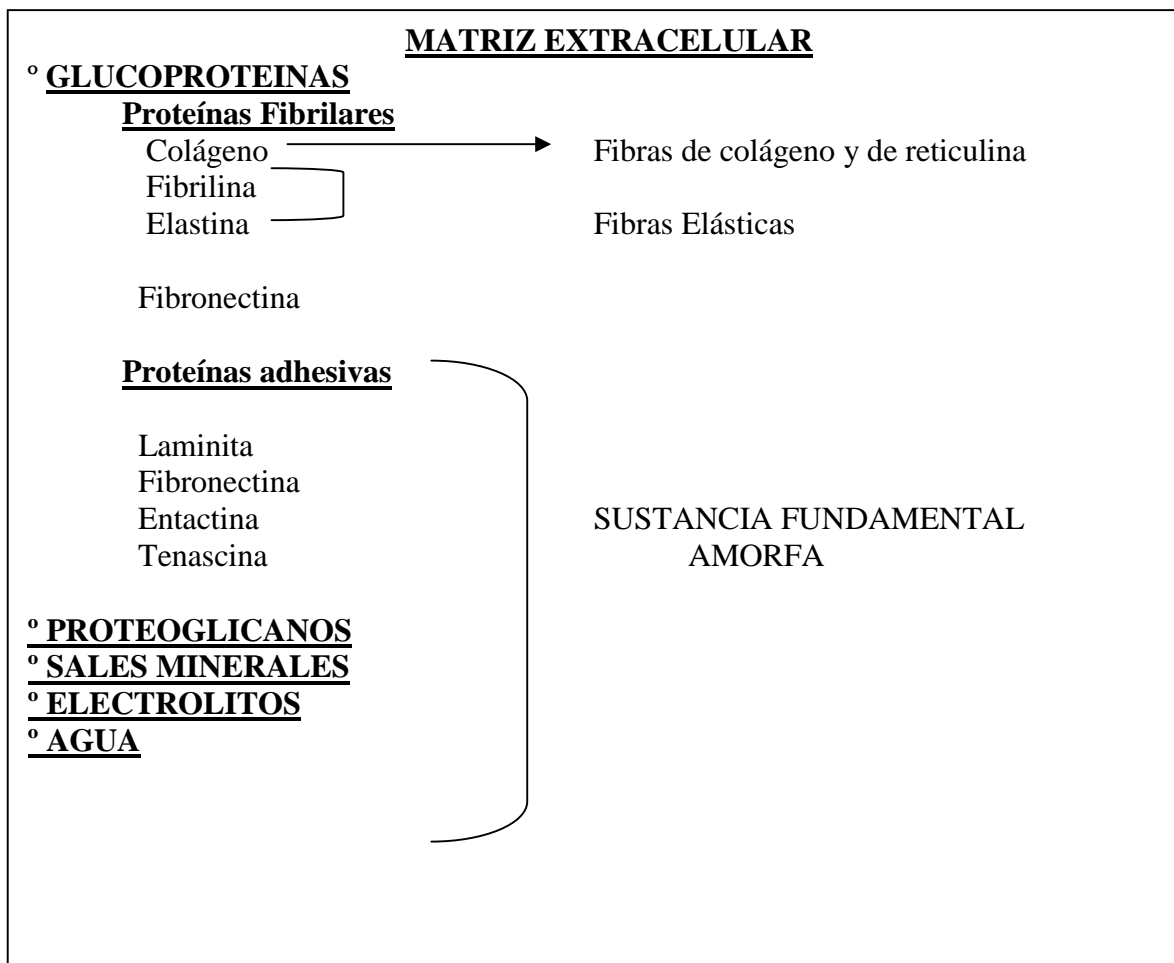 MATRIZ EXTRACELULAR
º GLUCOPROTEINAS
Proteínas Fibrilares
Colágeno Fibras de colágeno y de reticulina
Fibrilina
Elastina Fibras Elásticas
Fibronectina
Proteínas adhesivas
Laminita
Fibronectina
Entactina SUSTANCIA FUNDAMENTAL
Tenascina AMORFA
º PROTEOGLICANOS
º SALES MINERALES
º ELECTROLITOS
º AGUA